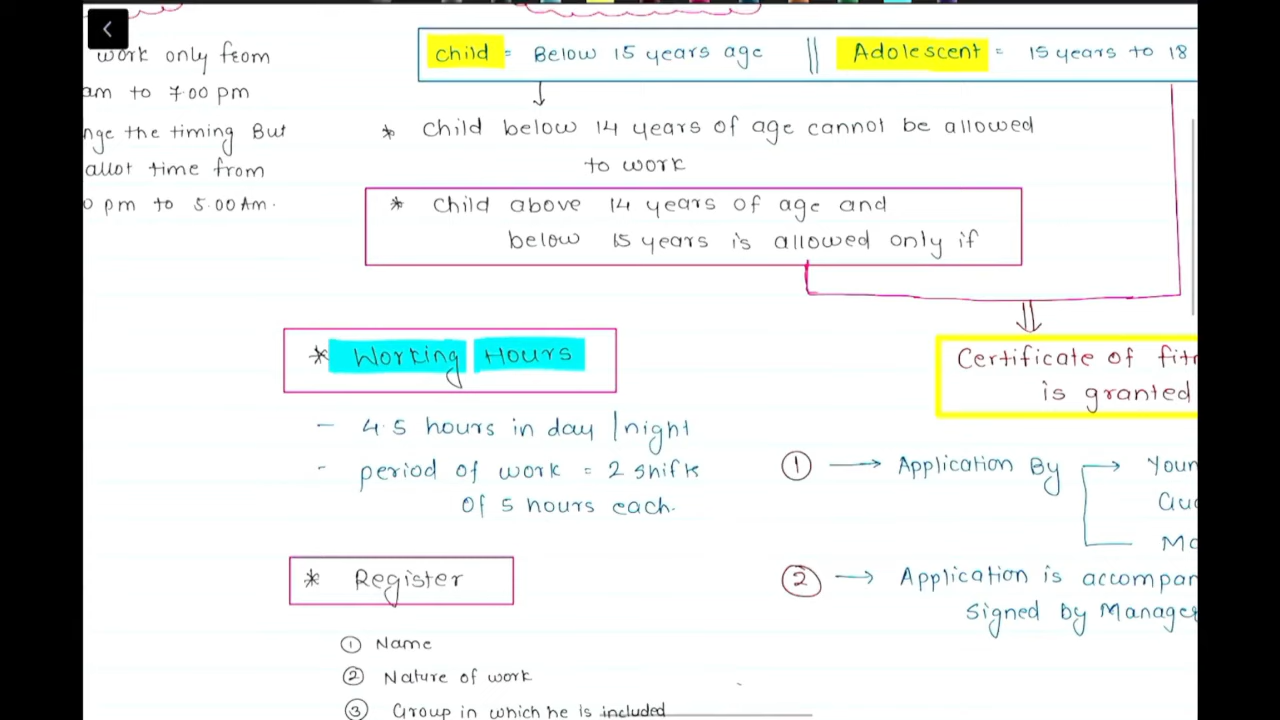 work only from
am to 7.00 pm
nge the timing But
allot time from
0 pm to 5.00 Am.
child = Below 15 years age || Adolescent = 15 years to 18
* child below 14 years of age cannot be allowed
to work
* child above 14 years of age and
below 15 years is allowed only if
* Working Hours
- 4.5 hours in day / night
- period of work = 2 shifts
of 5 hours each.
* Register
① Name
② Nature of work
③ Group in which he is included
Certificate of fit
is granted
① → Application By → Youn
Gua
Ma
② → Application is accompan
signed by Manager